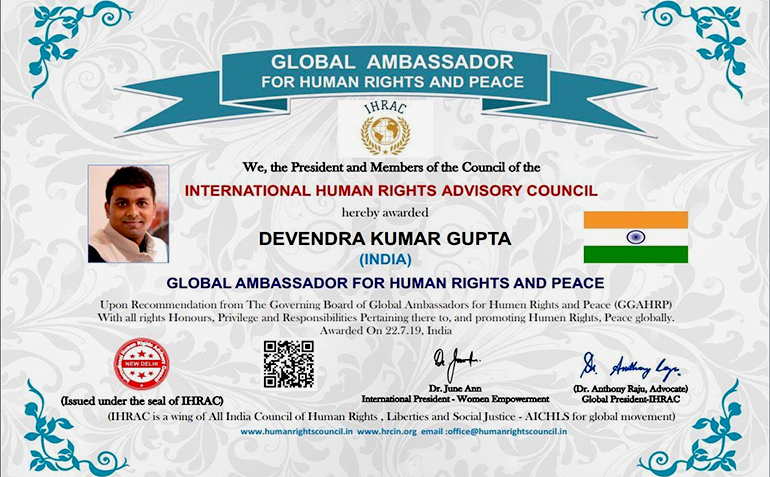 GLOBAL AMBASSADOR
FOR HUMAN RIGHTS AND PEACE
IHRAC
We, the President and Members of the Council of the
INTERNATIONAL HUMAN RIGHTS ADVISORY COUNCIL
hereby awarded
DEVENDRA KUMAR GUPTA
(INDIA)
GLOBAL AMBASSADOR FOR HUMAN RIGHTS AND PEACE
Upon Recommendation from The Governing Board of Global Ambassadors for Humen Rights and Peace (GGAHRP)
With all rights Honours, Privilege and Responsibilities Pertaining there to, and promoting Humen Rights, Peace globally.
Awarded On 22.7.19, India
NEW DELHI
Dr. June Ann
International President - Women Empowerment
(Dr. Anthony Raju, Advocate)
Global President-IHRAC
(Issued under the seal of IHRAC)
(IHRAC is a wing of All India Council of Human Rights , Liberties and Social Justice - AICHLS for global movement)
www.humanrightscouncil.in www.hrcin.org email :office@humanrightscouncil.in